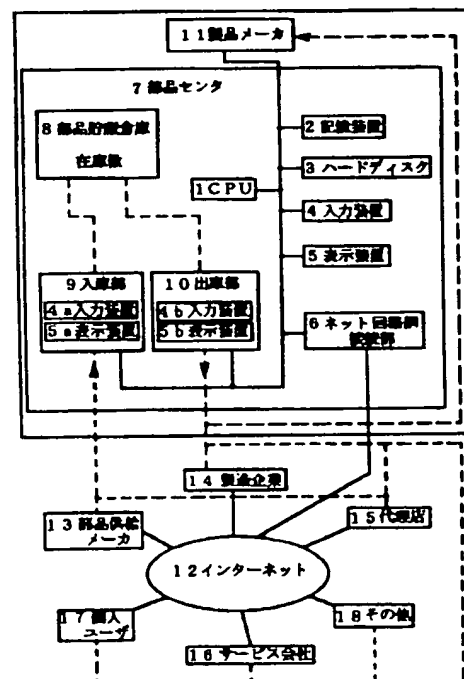 11製品メーカ
7部品センタ
8部品貯蔵倉庫
在庫数
2記憶装置
3ハードディスク
1CPU
4入力装置
5表示装置
9入庫部
4a入力装置
5a表示装置
10出庫部
4b入力装置
5b表示装置
6ネット回路網
接続部
14製造企業
13部品供給
メーカ
15代理店
12インターネット
17個人
ユーザ
18その他
16サービス会社